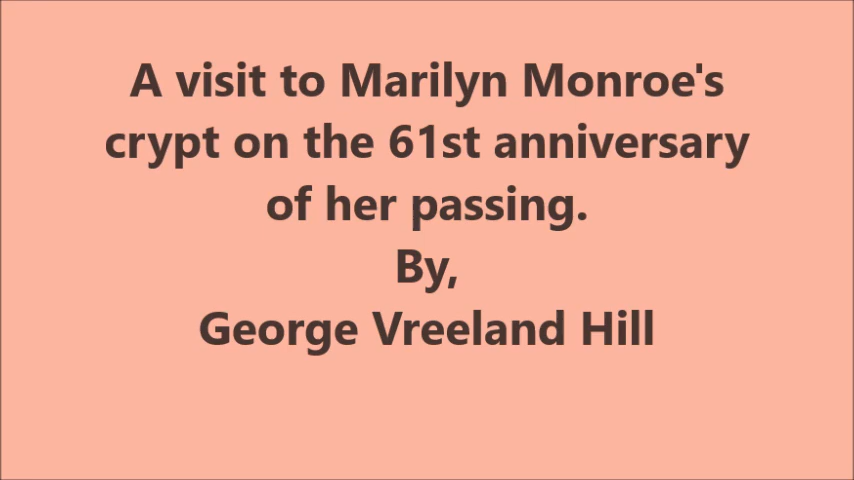 A visit to Marilyn Monroe's
crypt on the 61st anniversary
of her passing.
By,
George Vreeland Hill